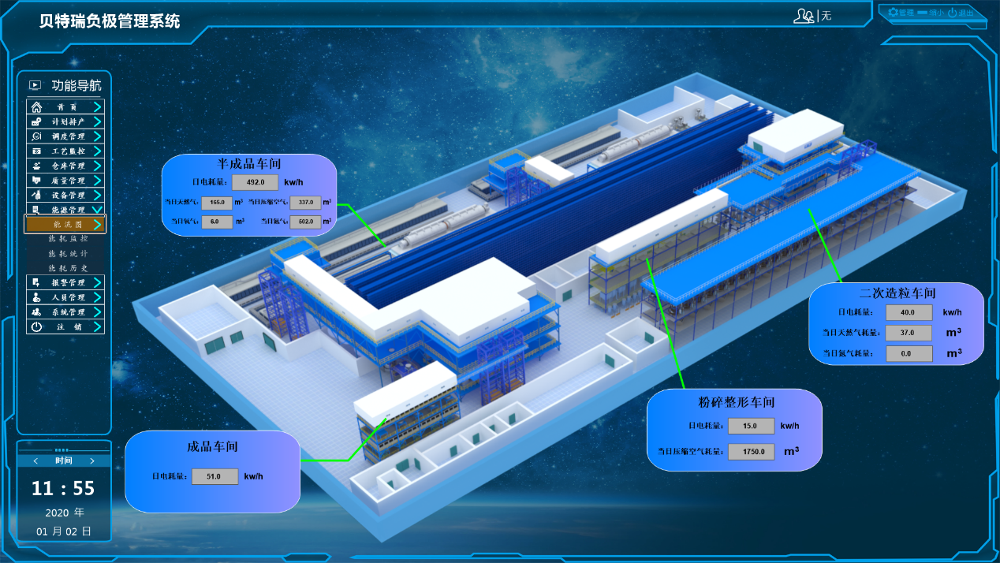 贝特瑞负极管理系统
无
管理 缩小 退出
功能导航
首 页
计划排产
调度管理
工艺监控
仓库管理
质量管理
设备管理
能源管理
能 流 图
能 耗 监 控
能 耗 统 计
能 耗 历 史
报警管理
人员管理
系统管理
注 销
时间
11 : 55
2020 年
01 月 02 日
半成品车间
日电耗量: 492.0 kw/h
当日天然气: 165.0 m³ 当日压缩空气: 337.0 m³
当日氧气: 6.0 m³ 当日氮气: 502.0 m³
二次造粒车间
日电耗量: 40.0 kw/h
当日天然气耗量: 37.0 m³
当日氮气耗量: 0.0 m³
粉碎整形车间
日电耗量: 15.0 kw/h
当日压缩空气耗量: 1750.0 m³
成品车间
日电耗量: 51.0 kw/h